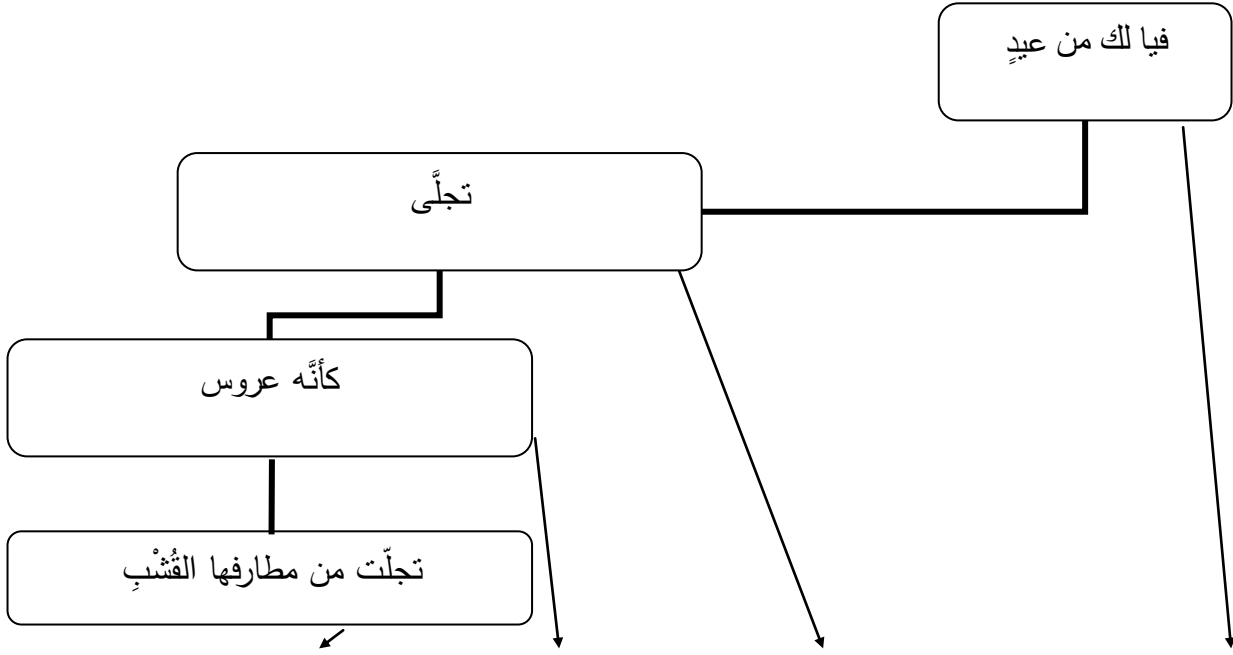 فيا لك من عيدٍ
تجلَّى
كأنَّه عروس
تجلّت من مطارفها القُشْبِ